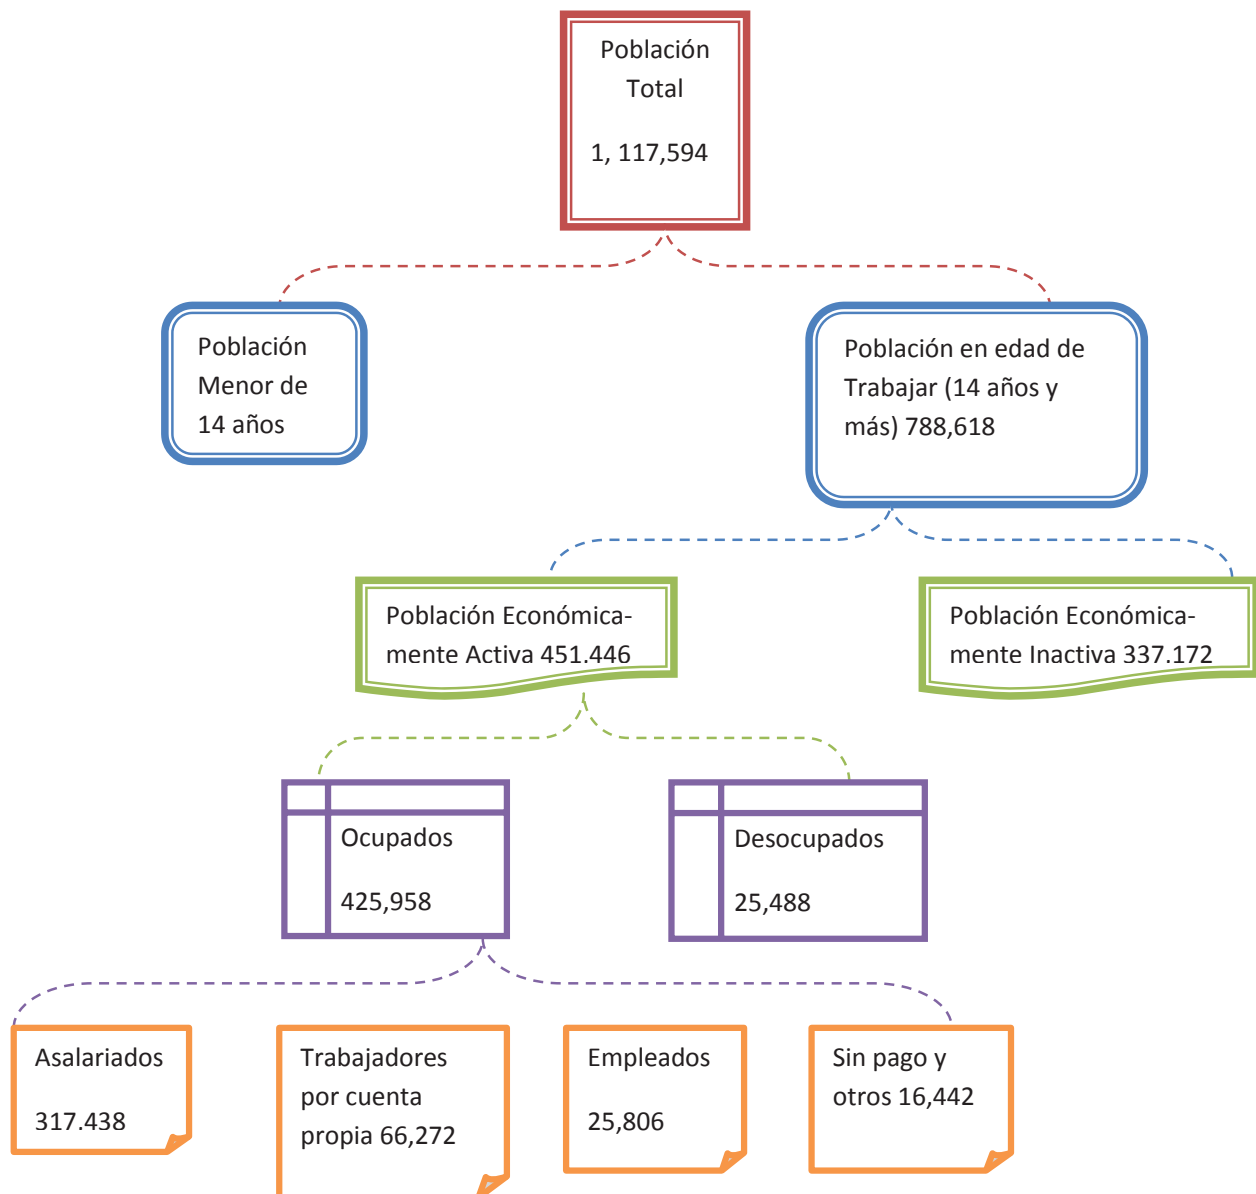 Población
Total
1, 117,594
Población
Menor de
14 años
Población en edad de
Trabajar (14 años y
más) 788,618
Población Económica-
mente Activa 451.446
Población Económica-
mente Inactiva 337.172
Ocupados
425,958
Desocupados
25,488
Asalariados
317.438
Trabajadores
por cuenta
propia 66,272
Empleados
25,806
Sin pago y
otros 16,442